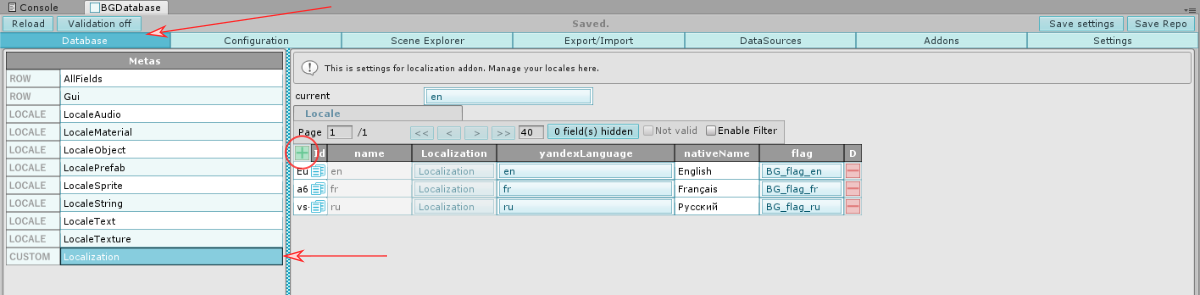 Console BGDatabase
Reload Validation off Saved. Save settings Save Repo
Database Configuration Scene Explorer Export/Import DataSources Addons Settings
Metas
ROW AllFields
ROW Gui
LOCALE LocaleAudio
LOCALE LocaleMaterial
LOCALE LocaleObject
LOCALE LocalePrefab
LOCALE LocaleSprite
LOCALE LocaleString
LOCALE LocaleText
LOCALE LocaleTexture
CUSTOM Localization
This is settings for localization addon. Manage your locales here.
current en
Locale
Page 1 /1 << < > >> 40 0 field(s) hidden Not valid Enable Filter
Id name Localization yandexLanguage nativeName flag D
Eu en Localization en English BG_flag_en
a6 fr Localization fr Français BG_flag_fr
vs- ru Localization ru Русский BG_flag_ru